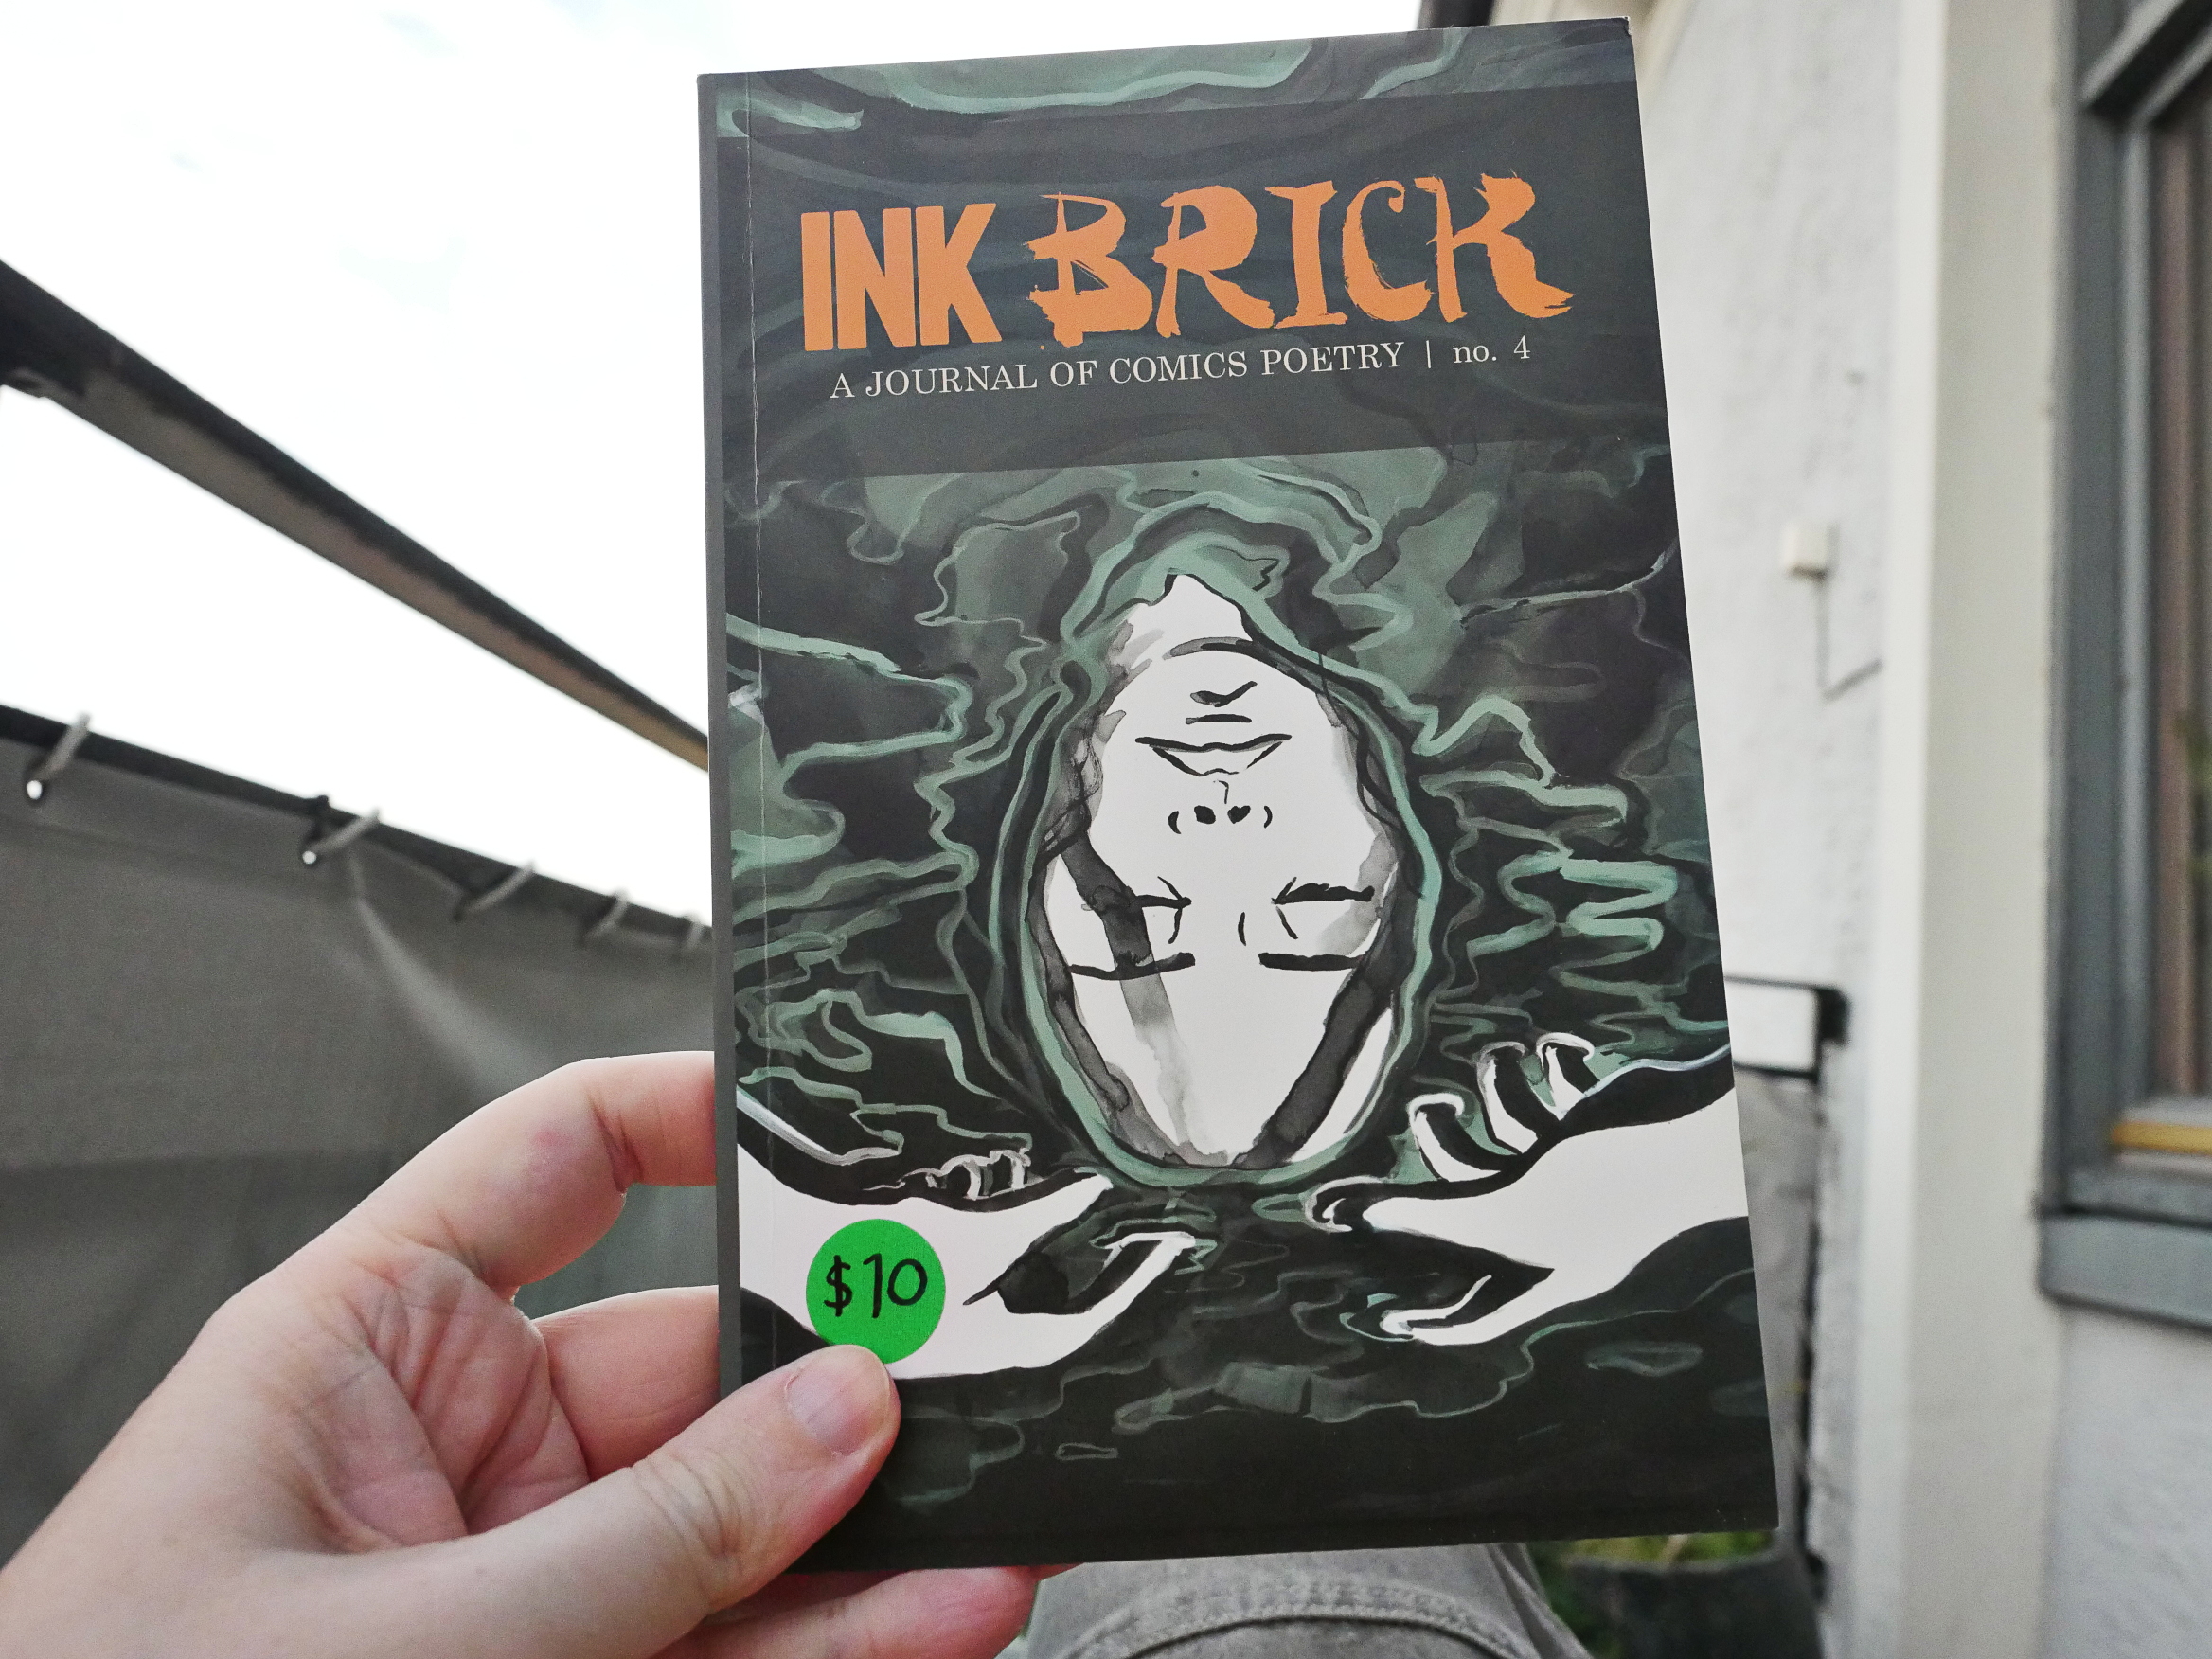 INK BRICK
A JOURNAL OF COMICS POETRY | no. 4
$10